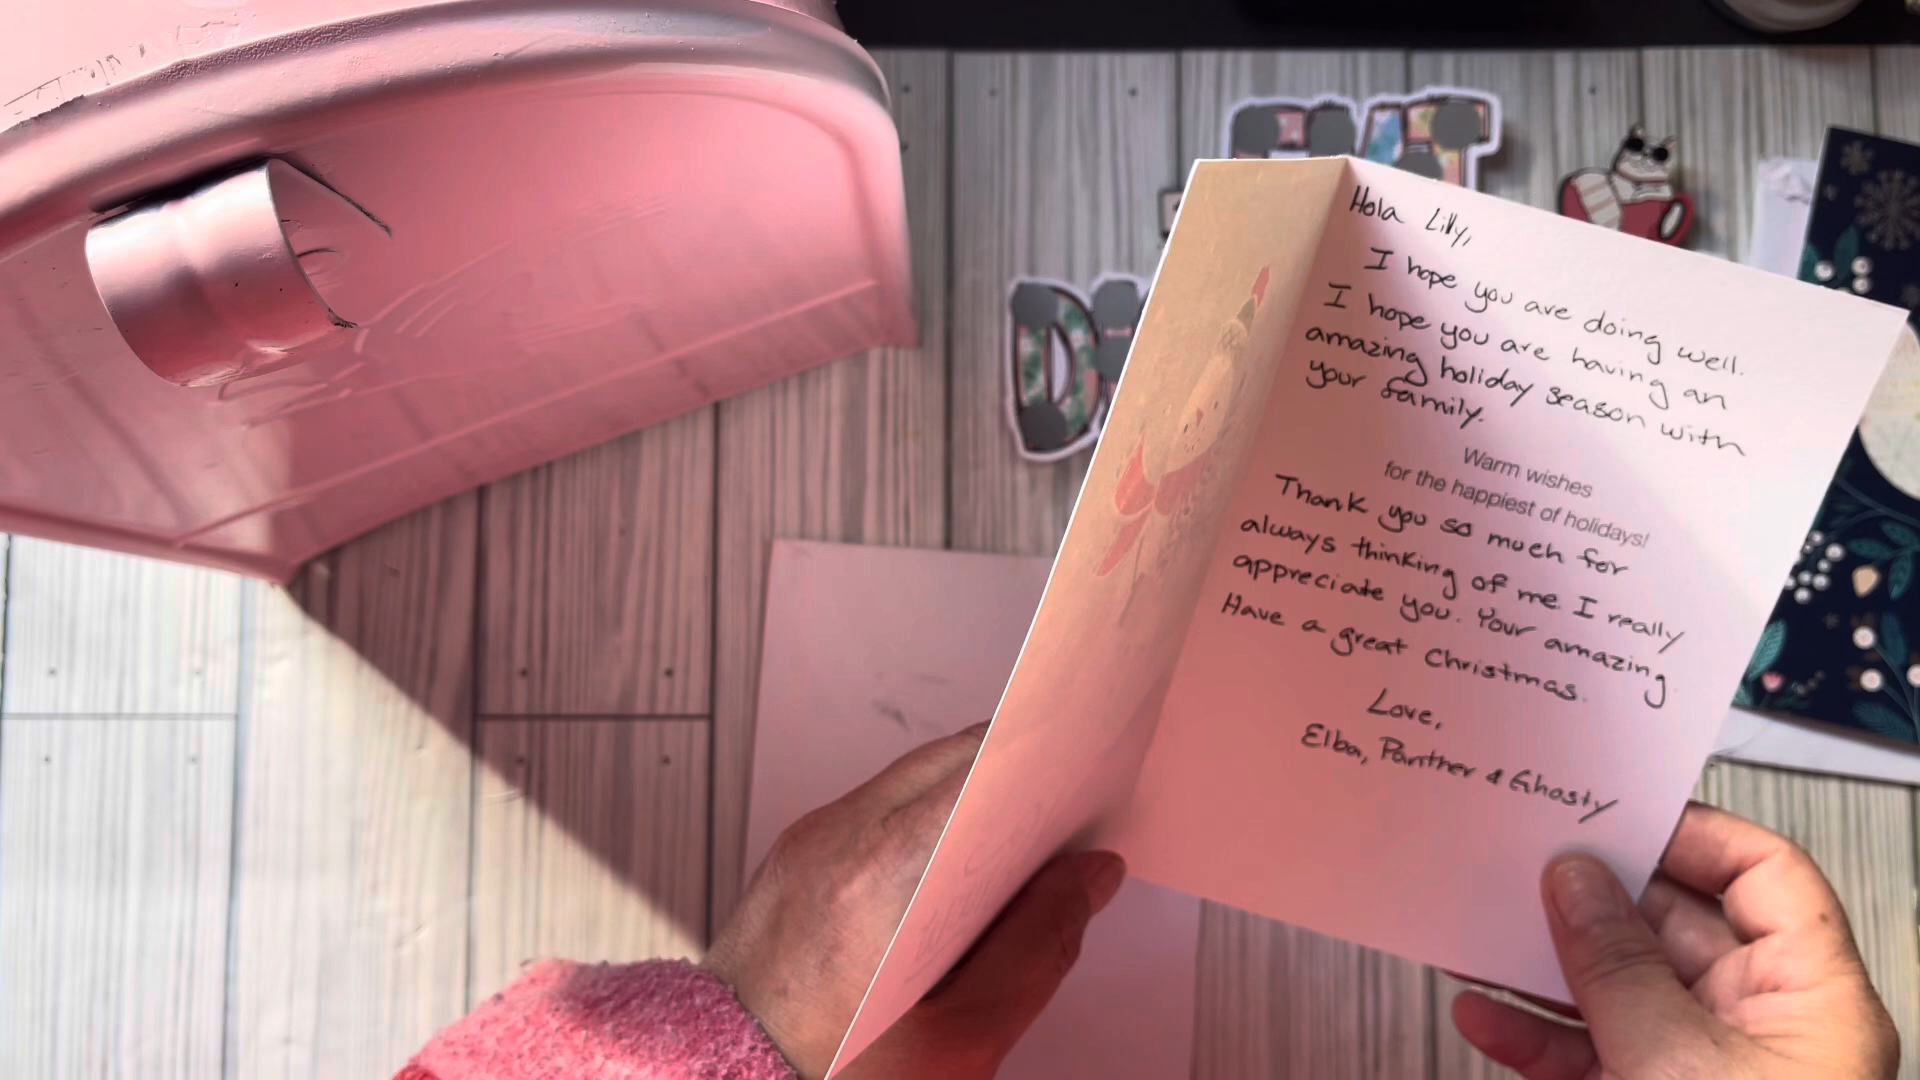 Hola Lilly,
I hope you are doing well.
I hope you are having an
amazing holiday season with
your family.
Warm wishes
for the happiest of holidays!
Thank you so much for
always thinking of me. I really
appreciate you. Your amazing.
Have a great Christmas.
Love,
Elba, Panther & Ghosty